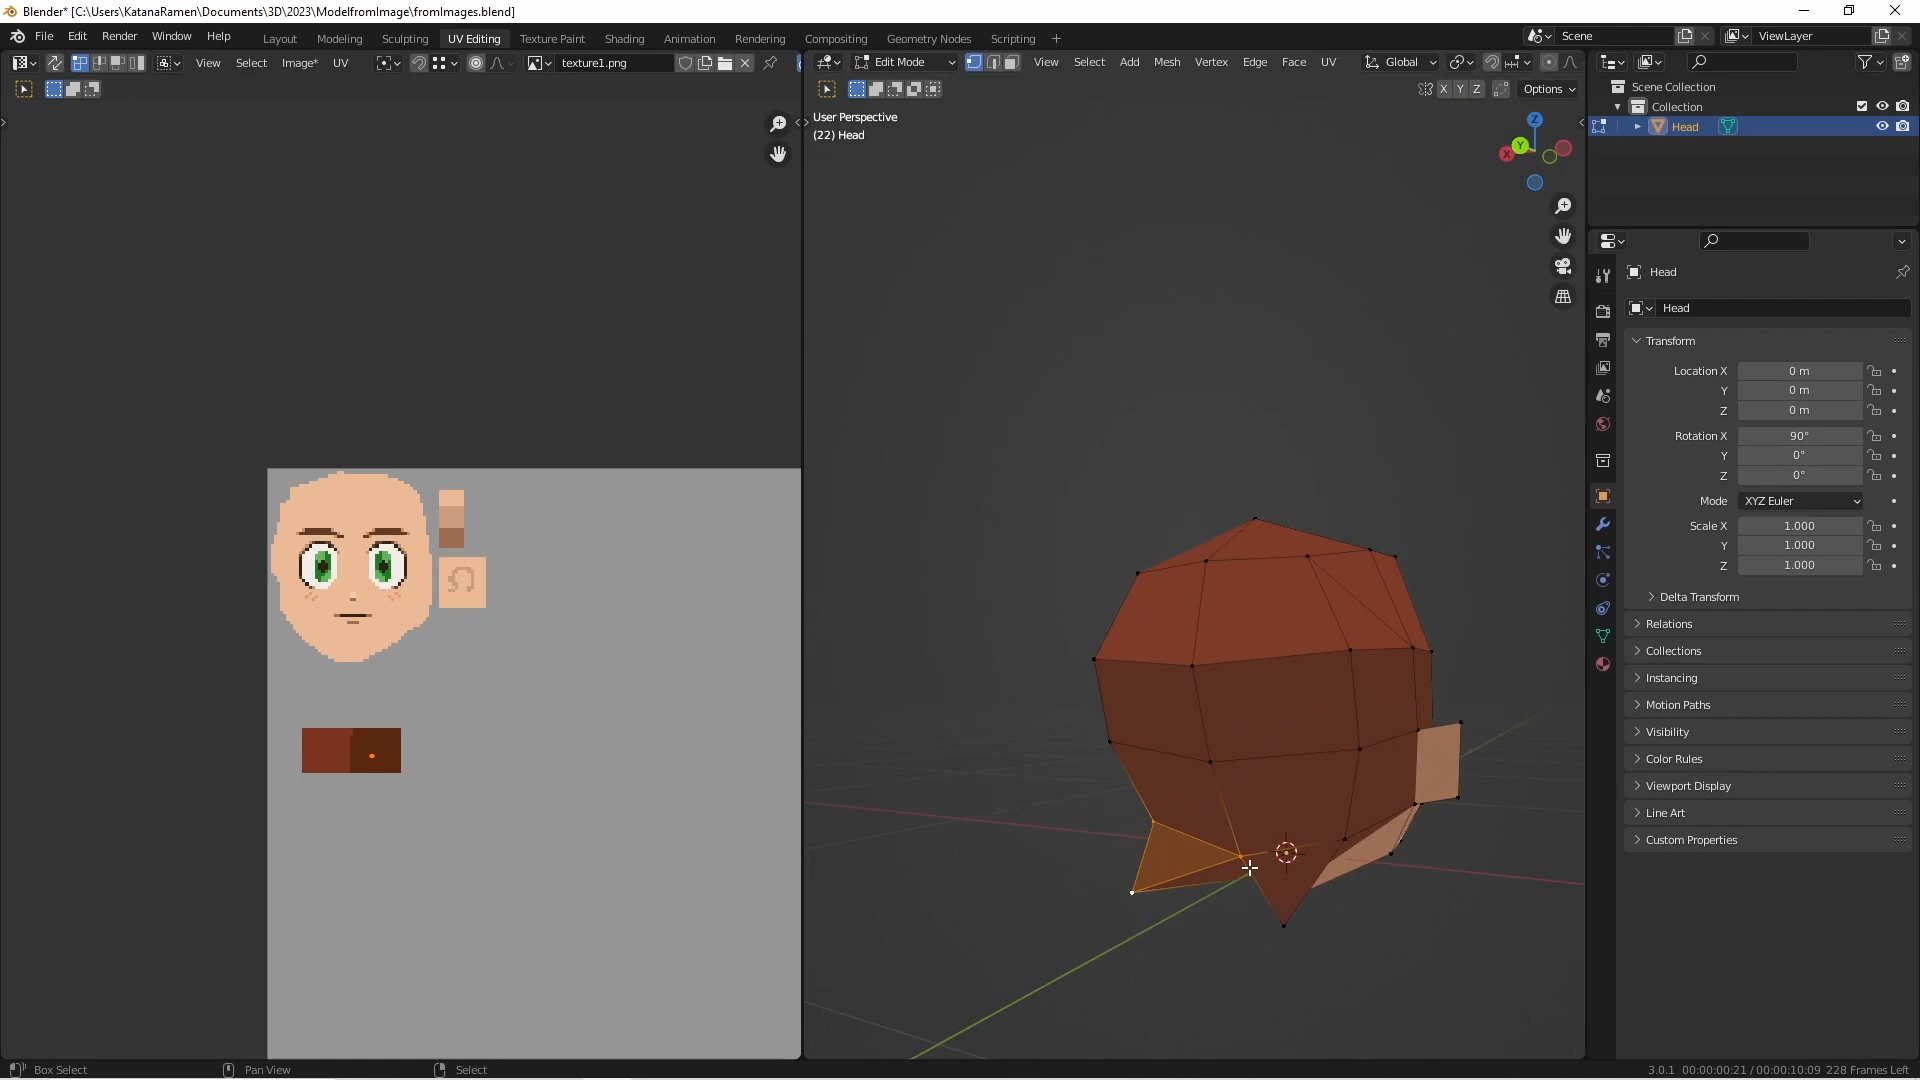 Blender* [C:\Users\KatanaRamen\Documents\3D\2023\ModelfromImage\fromImages.blend]
File Edit Render Window Help
Layout Modeling Sculpting UV Editing Texture Paint Shading Animation Rendering Compositing Geometry Nodes Scripting +
Scene
ViewLayer
View Select Image* UV
texture1.png
Edit Mode
View Select Add Mesh Vertex Edge Face UV
Global
X Y Z
Options
User Perspective
(22) Head
Z
Y
X
Scene Collection
Collection
Head
Head
Head
Transform
Location X 0 m
Y 0 m
Z 0 m
Rotation X 90°
Y 0°
Z 0°
Mode XYZ Euler
Scale X 1.000
Y 1.000
Z 1.000
Delta Transform
Relations
Collections
Instancing
Motion Paths
Visibility
Color Rules
Viewport Display
Line Art
Custom Properties
Box Select
Pan View
Select
3.0.1 00:00:00:21 / 00:00:10:09 228 Frames Left